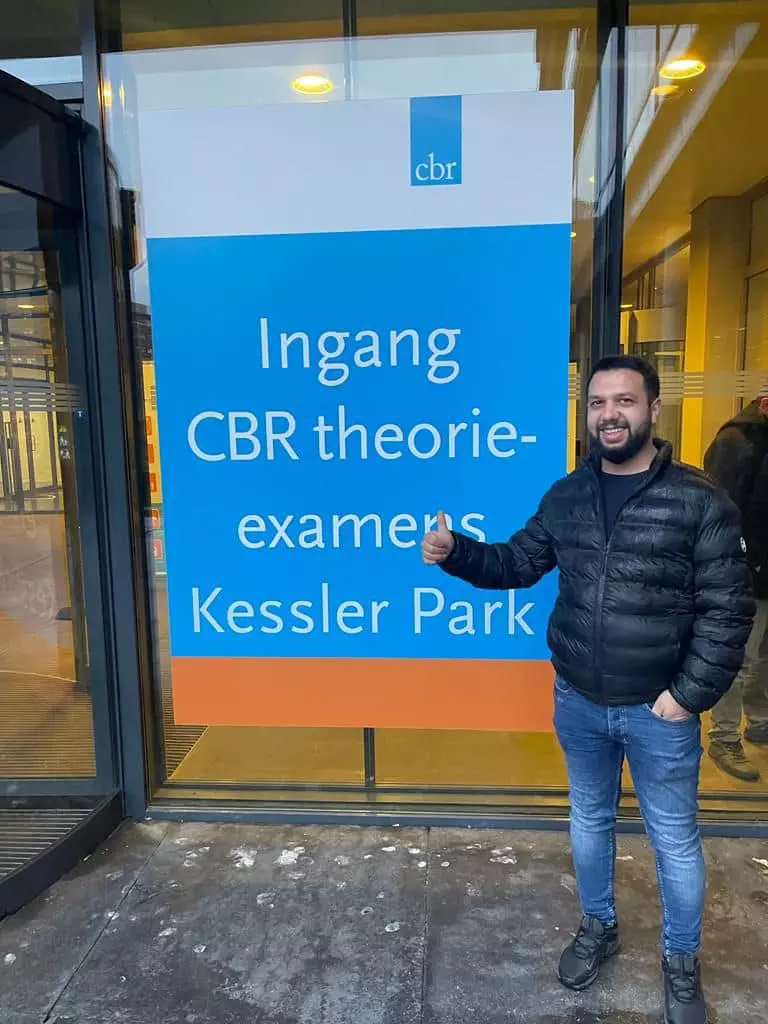 cbr
Ingang
CBR theorie-
examens
Kessler Park